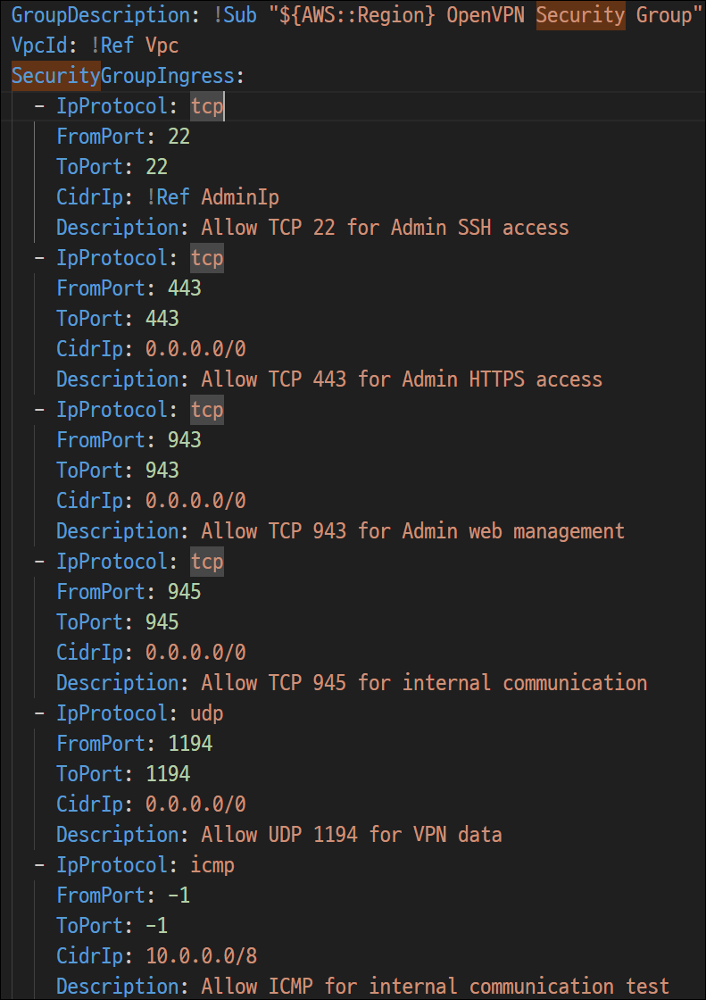 GroupDescription: !Sub "${AWS::Region} OpenVPN Security Group"
VpcId: !Ref Vpc
SecurityGroupIngress:
- IpProtocol: tcp
FromPort: 22
ToPort: 22
CidrIp: !Ref AdminIp
Description: Allow TCP 22 for Admin SSH access
- IpProtocol: tcp
FromPort: 443
ToPort: 443
CidrIp: 0.0.0.0/0
Description: Allow TCP 443 for Admin HTTPS access
- IpProtocol: tcp
FromPort: 943
ToPort: 943
CidrIp: 0.0.0.0/0
Description: Allow TCP 943 for Admin web management
- IpProtocol: tcp
FromPort: 945
ToPort: 945
CidrIp: 0.0.0.0/0
Description: Allow TCP 945 for internal communication
- IpProtocol: udp
FromPort: 1194
ToPort: 1194
CidrIp: 0.0.0.0/0
Description: Allow UDP 1194 for VPN data
- IpProtocol: icmp
FromPort: -1
ToPort: -1
CidrIp: 10.0.0.0/8
Description: Allow ICMP for internal communication test